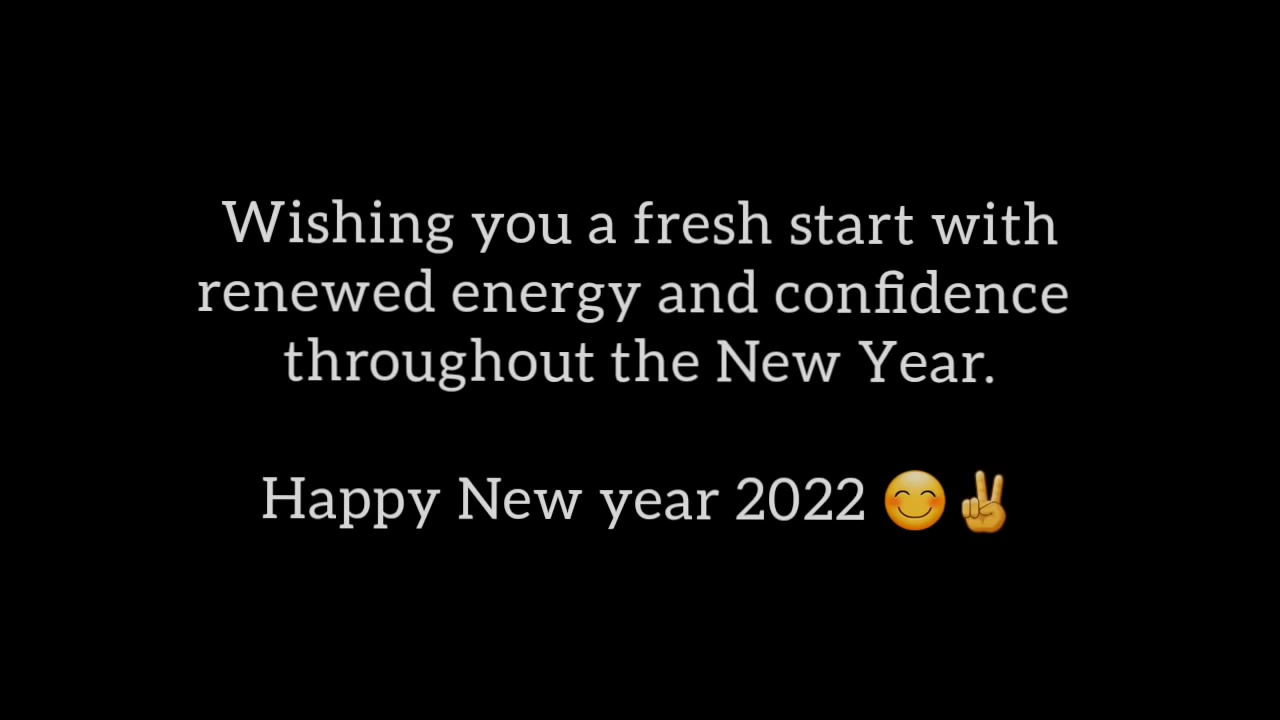 Wishing you a fresh start with
renewed energy and confidence
throughout the New Year.
Happy New year 2022 😊✌